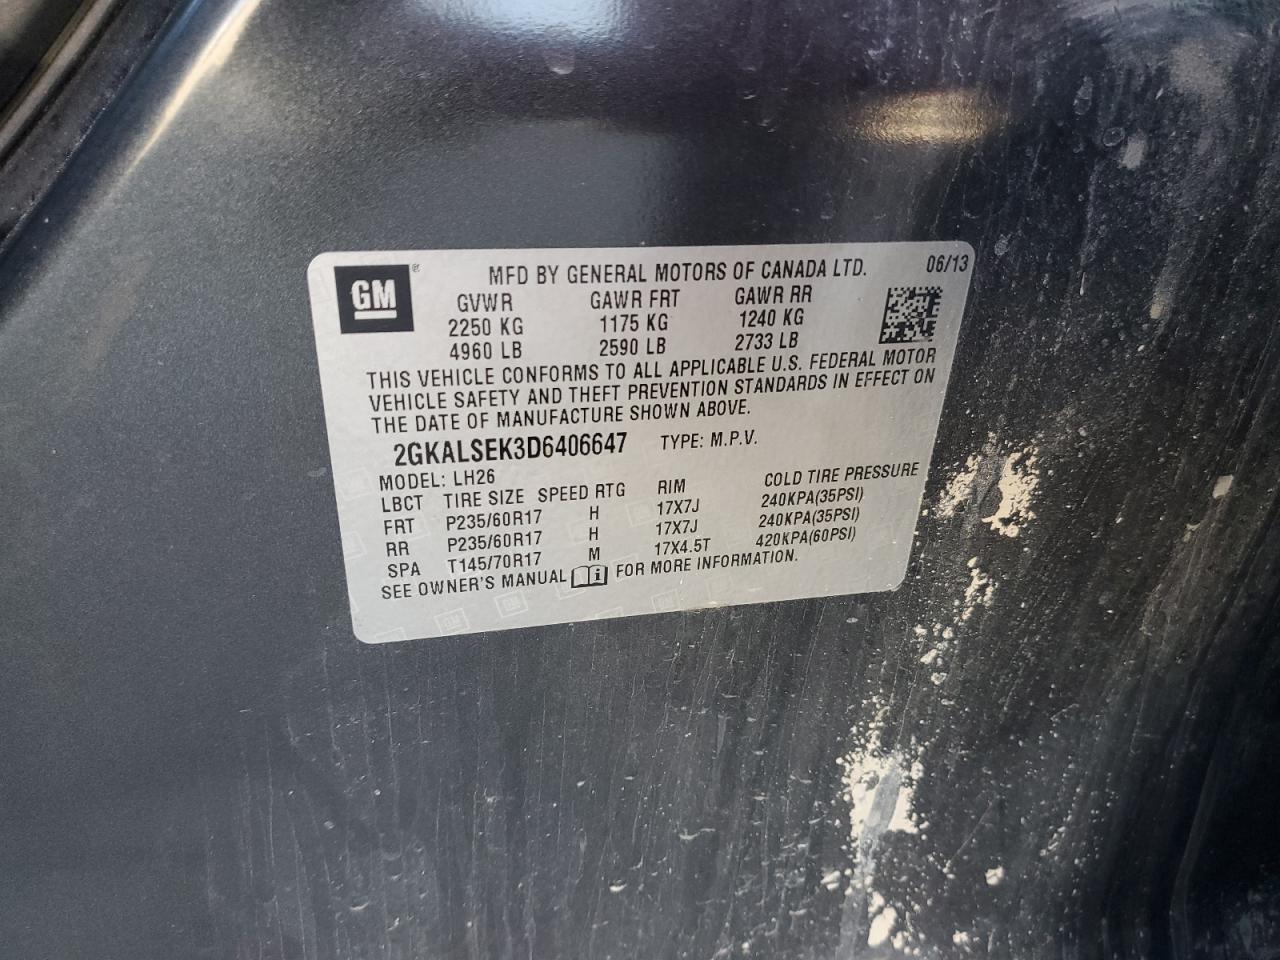 GM ® MFD BY GENERAL MOTORS OF CANADA LTD. 06/13
GVWR GAWR FRT GAWR RR
2250 KG 1175 KG 1240 KG
4960 LB 2590 LB 2733 LB
THIS VEHICLE CONFORMS TO ALL APPLICABLE U.S. FEDERAL MOTOR
VEHICLE SAFETY AND THEFT PREVENTION STANDARDS IN EFFECT ON
THE DATE OF MANUFACTURE SHOWN ABOVE.
2GKALSEK3D6406647 TYPE: M.P.V.
MODEL: LH26
LBCT TIRE SIZE SPEED RTG RIM COLD TIRE PRESSURE
FRT P235/60R17 H 17X7J 240KPA(35PSI)
RR P235/60R17 H 17X7J 240KPA(35PSI)
SPA T145/70R17 M 17X4.5T 420KPA(60PSI)
SEE OWNER'S MANUAL FOR MORE INFORMATION.